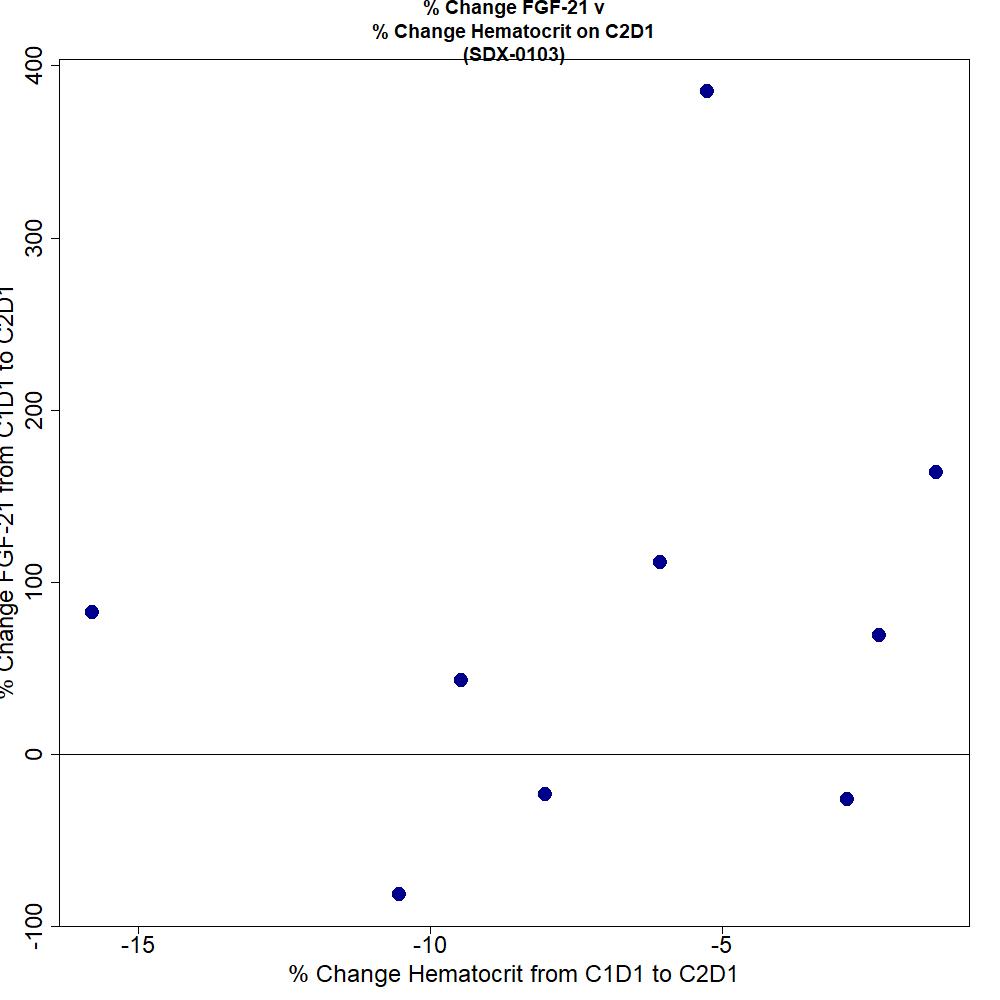 % Change FGF-21 v
% Change Hematocrit on C2D1
(SDX-0103)
% Change FGF-21 from C1D1 to C2D1
400
300
200
100
0
-100
-15
-10
-5
% Change Hematocrit from C1D1 to C2D1